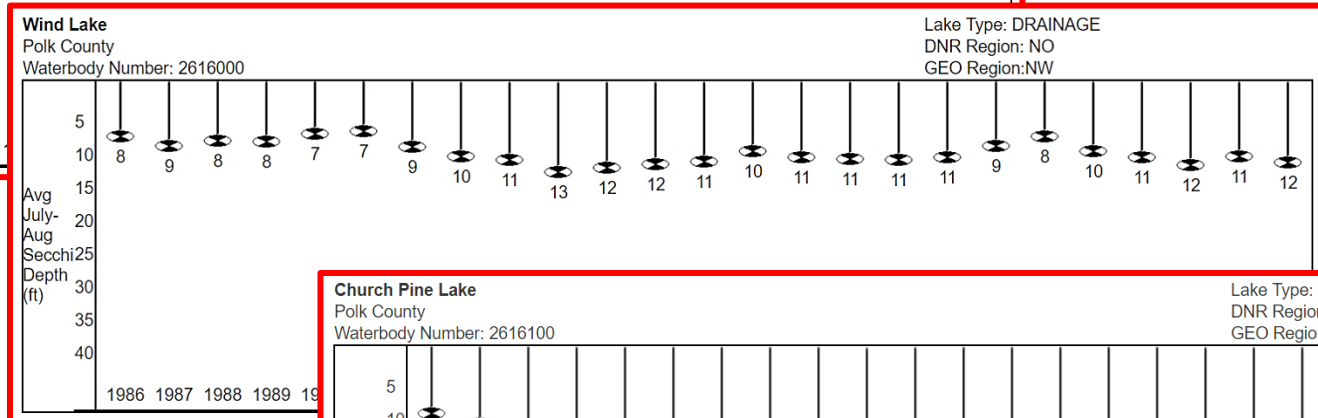 Wind Lake
Lake Type: DRAINAGE
Polk County
DNR Region: NO
Waterbody Number: 2616000
GEO Region:NW
5
8 9 8 8 7 7 9 10 11 13 12 12 11 10 11 11 11 11 9 8 10 11 12 11 12
10
15
Avg
July-
20
Aug
Secchi
25
Depth
(ft)
30
35
40
1986 1987 1988 1989
Church Pine Lake
Lake Type:
Polk County
Waterbody Number: 2616100
5